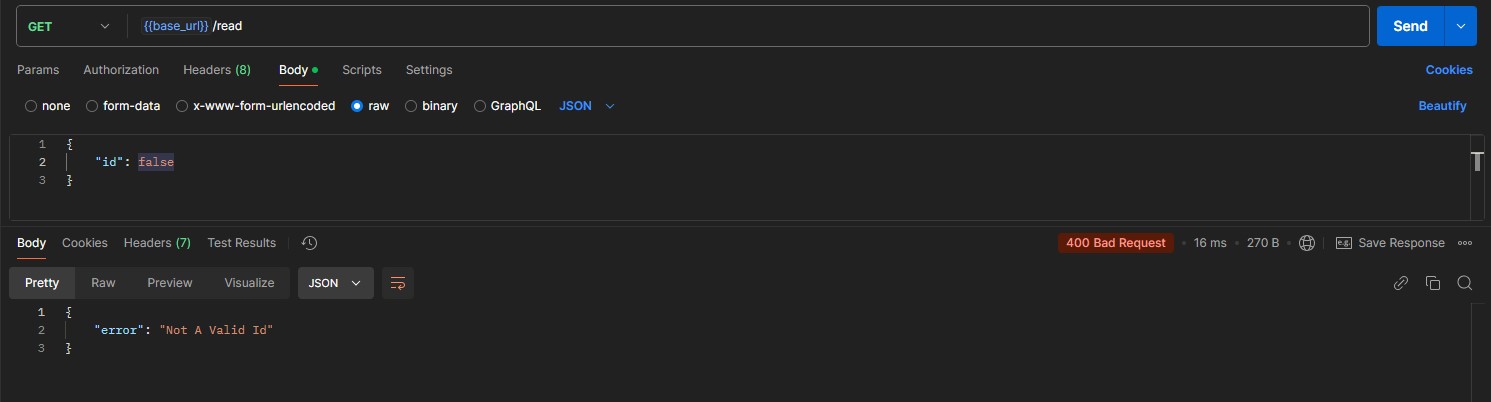 GET {{base_url}} /read Send
Params Authorization Headers (8) Body Scripts Settings Cookies
none form-data x-www-form-urlencoded raw binary GraphQL JSON Beautify
1 {
2 "id": false
3 }
Body Cookies Headers (7) Test Results 400 Bad Request 16 ms 270 B e.g. Save Response
Pretty Raw Preview Visualize JSON
1 {
2 "error": "Not A Valid Id"
3 }